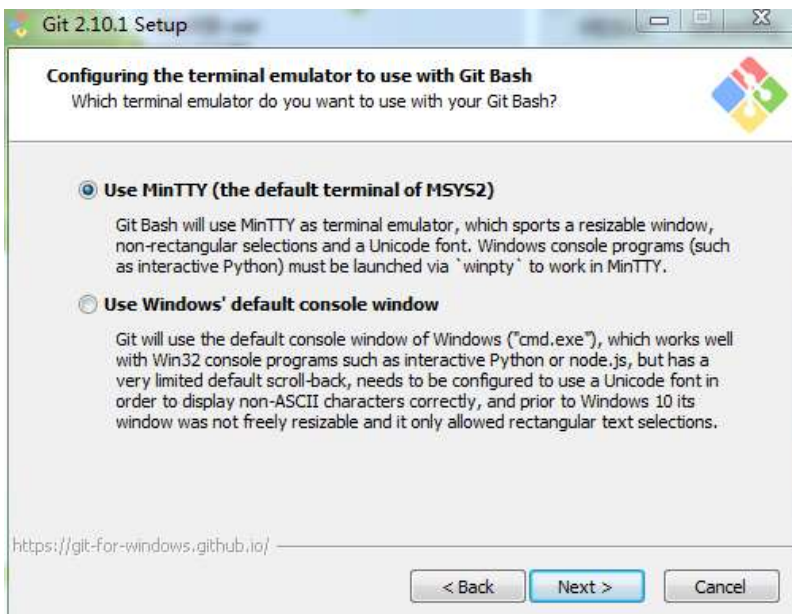 Git 2.10.1 Setup
Configuring the terminal emulator to use with Git Bash
Which terminal emulator do you want to use with your Git Bash?
Use MinTTY (the default terminal of MSYS2)
Git Bash will use MinTTY as terminal emulator, which sports a resizable window,
non-rectangular selections and a Unicode font. Windows console programs (such
as interactive Python) must be launched via `winpty` to work in MinTTY.
Use Windows' default console window
Git will use the default console window of Windows ("cmd.exe"), which works well
with Win32 console programs such as interactive Python or node.js, but has a
very limited default scroll-back, needs to be configured to use a Unicode font in
order to display non-ASCII characters correctly, and prior to Windows 10 its
window was not freely resizable and it only allowed rectangular text selections.
https://git-for-windows.github.io/
< Back Next > Cancel